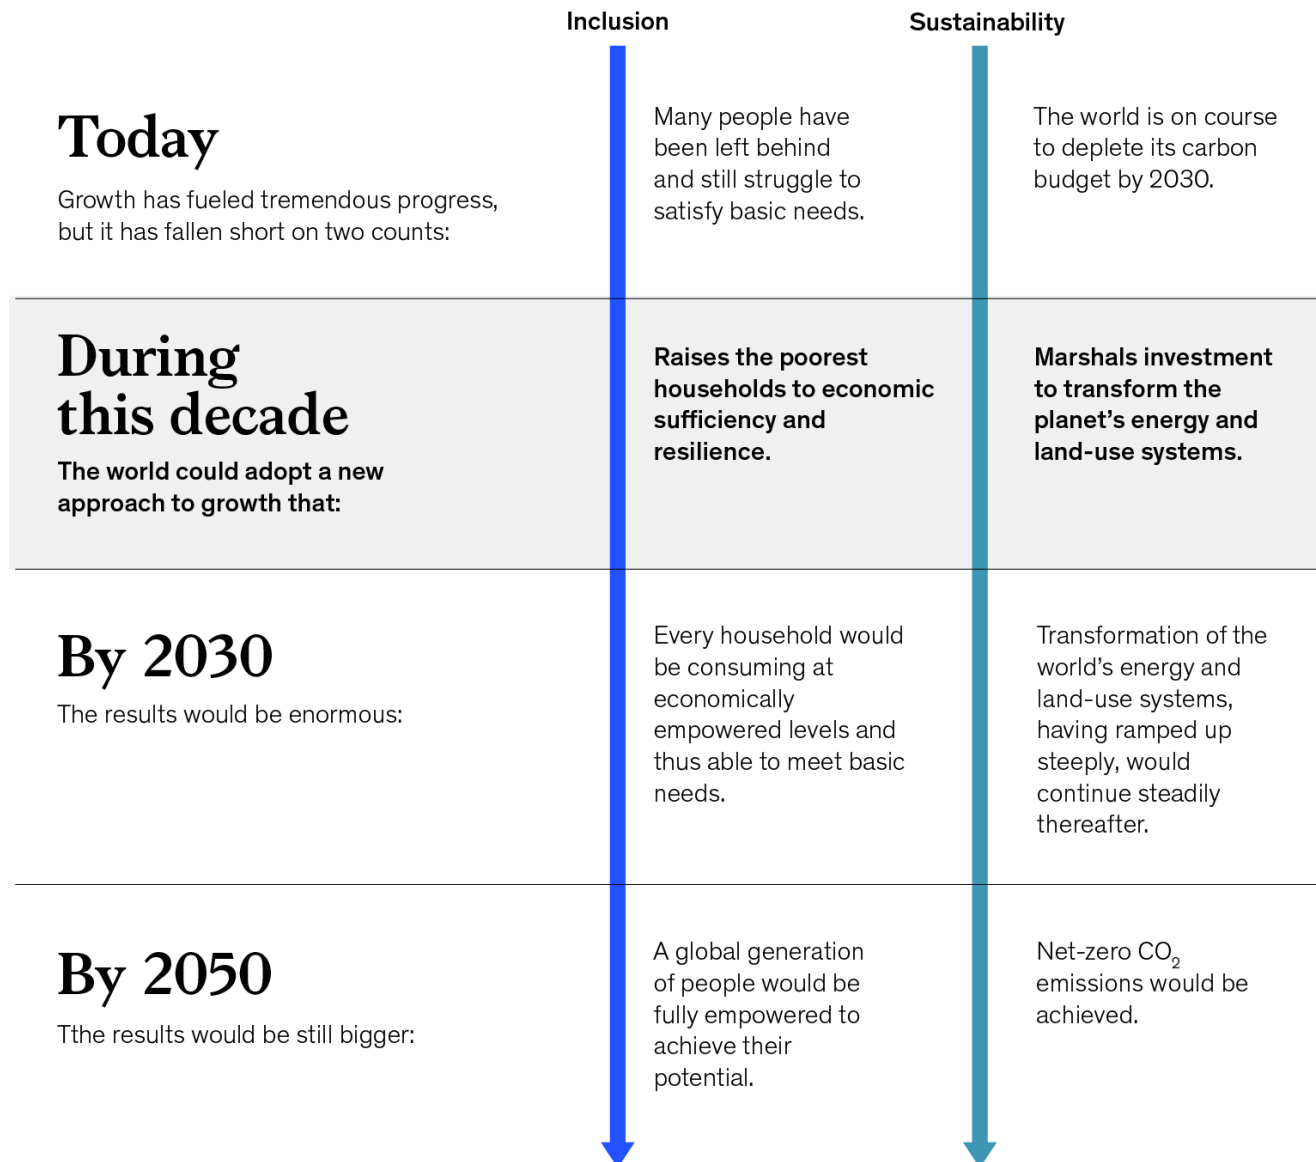 Inclusion
Sustainability
Today
Growth has fueled tremendous progress,
but it has fallen short on two counts:
Many people have
been left behind
and still struggle to
satisfy basic needs.
The world is on course
to deplete its carbon
budget by 2030.
During
this decade
The world could adopt a new
approach to growth that:
Raises the poorest
households to economic
sufficiency and
resilience.
Marshals investment
to transform the
planet’s energy and
land-use systems.
By 2030
The results would be enormous:
Every household would
be consuming at
economically
empowered levels and
thus able to meet basic
needs.
Transformation of the
world’s energy and
land-use systems,
having ramped up
steeply, would
continue steadily
thereafter.
By 2050
Tthe results would be still bigger:
A global generation
of people would be
fully empowered to
achieve their
potential.
Net-zero CO₂
emissions would be
achieved.